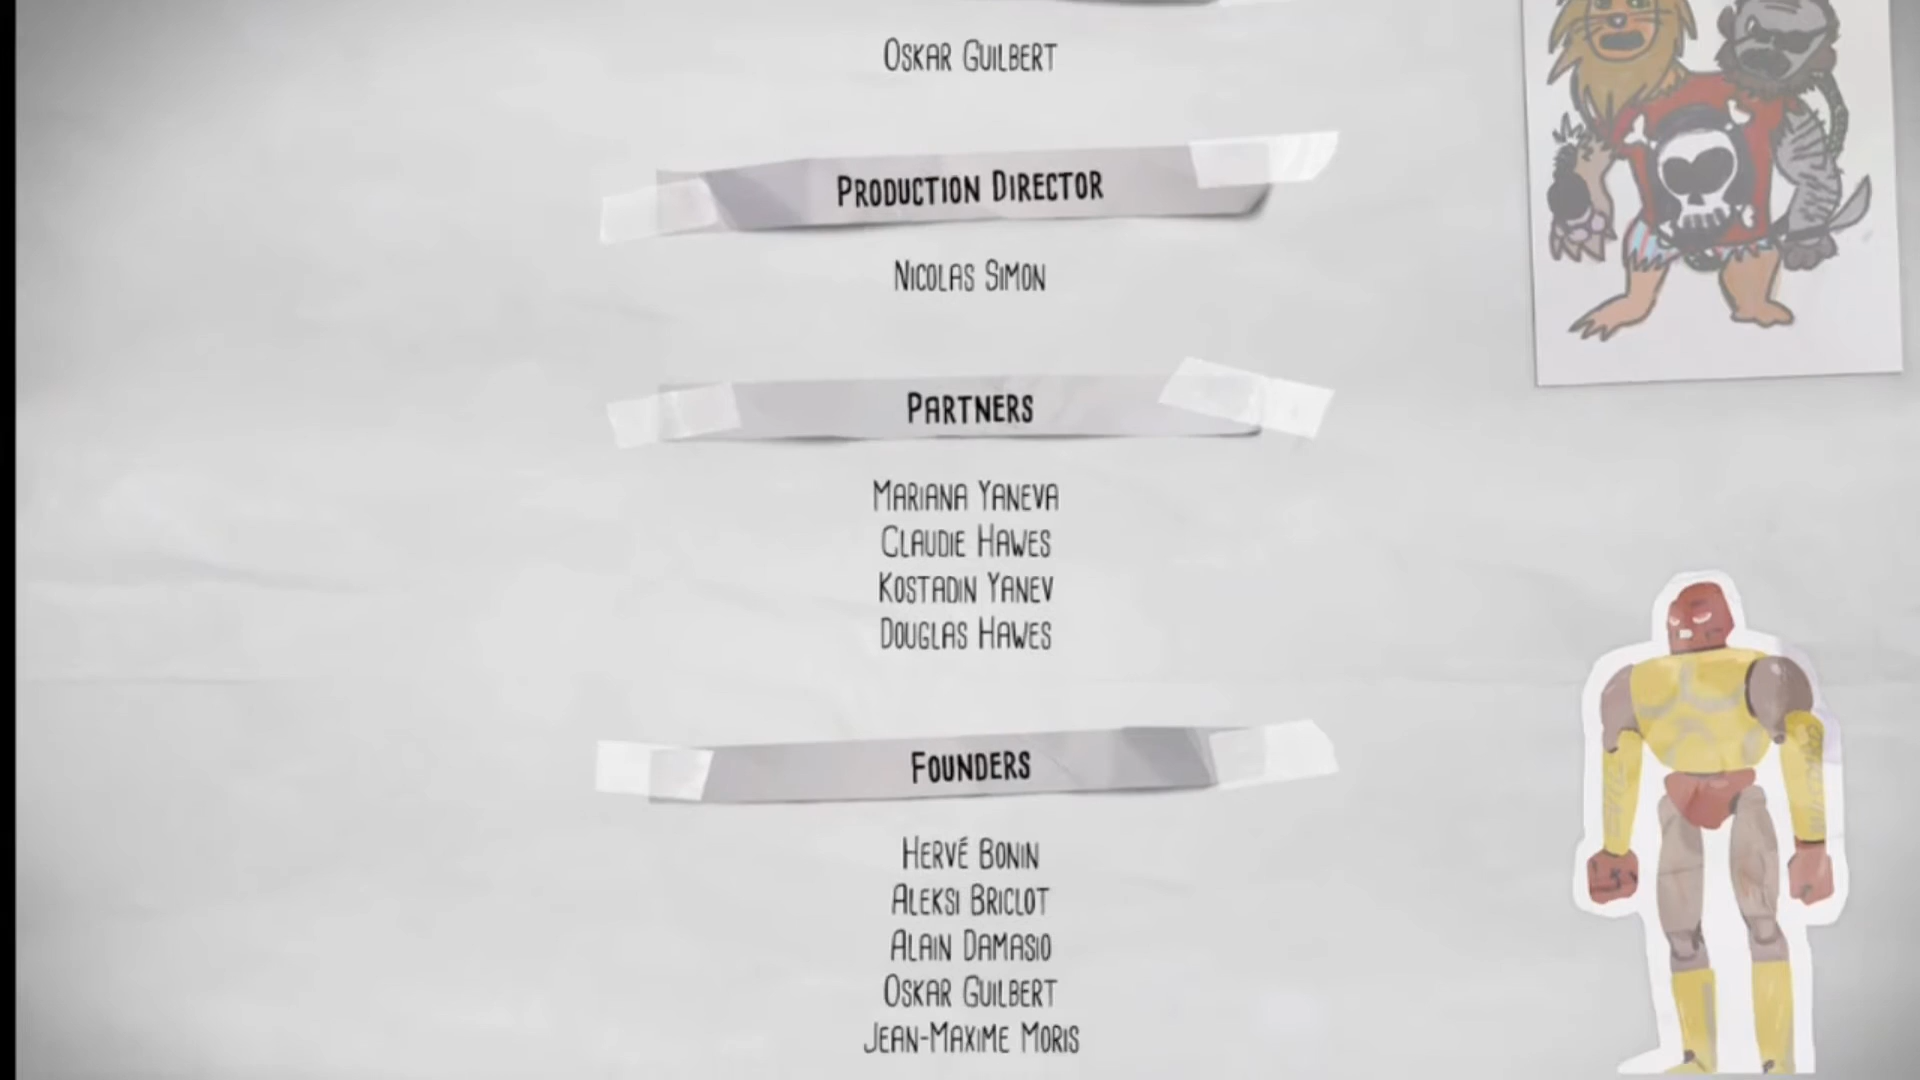 Oskar Guilbert
Production Director
Nicolas Simon
Partners
Mariana Yaneva
Claudie Hawes
Kostadin Yanev
Douglas Hawes
Founders
Hervé Bonin
Aleksi Briclot
Alain Damasio
Oskar Guilbert
Jean-Maxime Moris